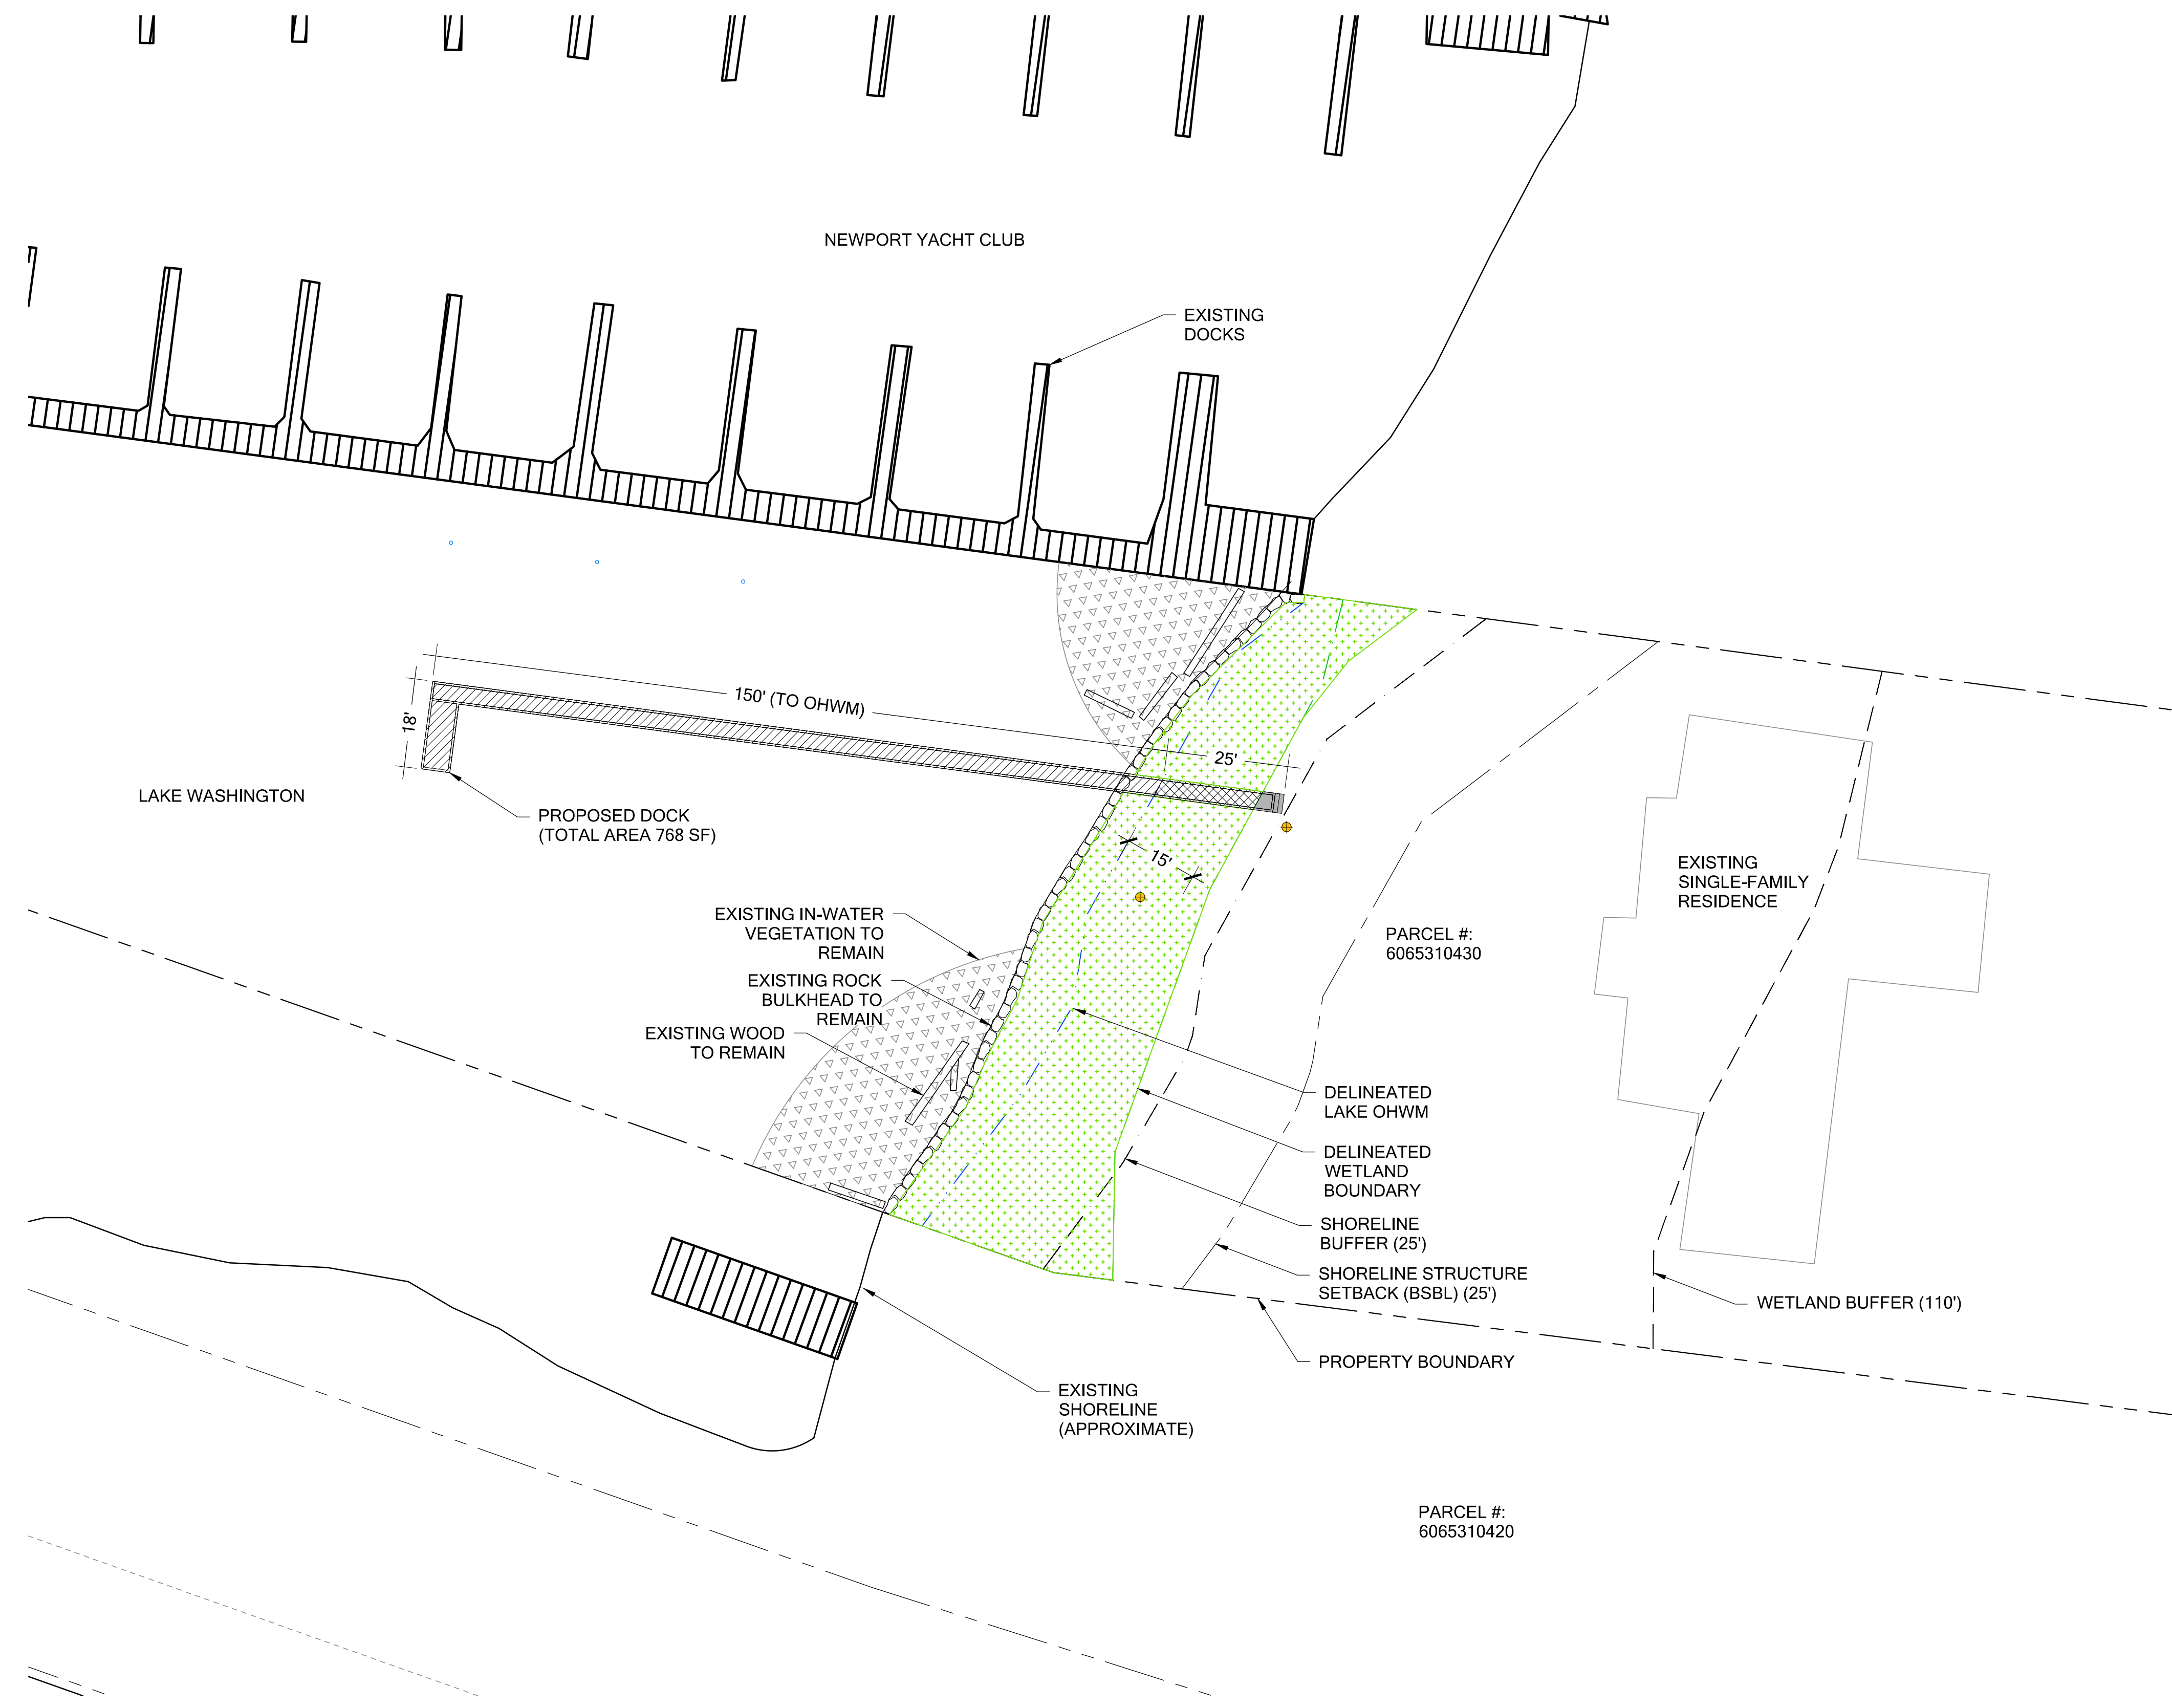 NEWPORT YACHT CLUB
EXISTING
DOCKS
150' (TO OHWM)
18'
25'
LAKE WASHINGTON
PROPOSED DOCK
(TOTAL AREA 768 SF)
15'
EXISTING
SINGLE-FAMILY
RESIDENCE
EXISTING IN-WATER
VEGETATION TO
REMAIN
PARCEL #:
6065310430
EXISTING ROCK
BULKHEAD TO
REMAIN
EXISTING WOOD
TO REMAIN
DELINEATED
LAKE OHWM
DELINEATED
WETLAND
BOUNDARY
SHORELINE
BUFFER (25')
SHORELINE STRUCTURE
SETBACK (BSBL) (25')
WETLAND BUFFER (110')
PROPERTY BOUNDARY
EXISTING
SHORELINE
(APPROXIMATE)
PARCEL #:
6065310420